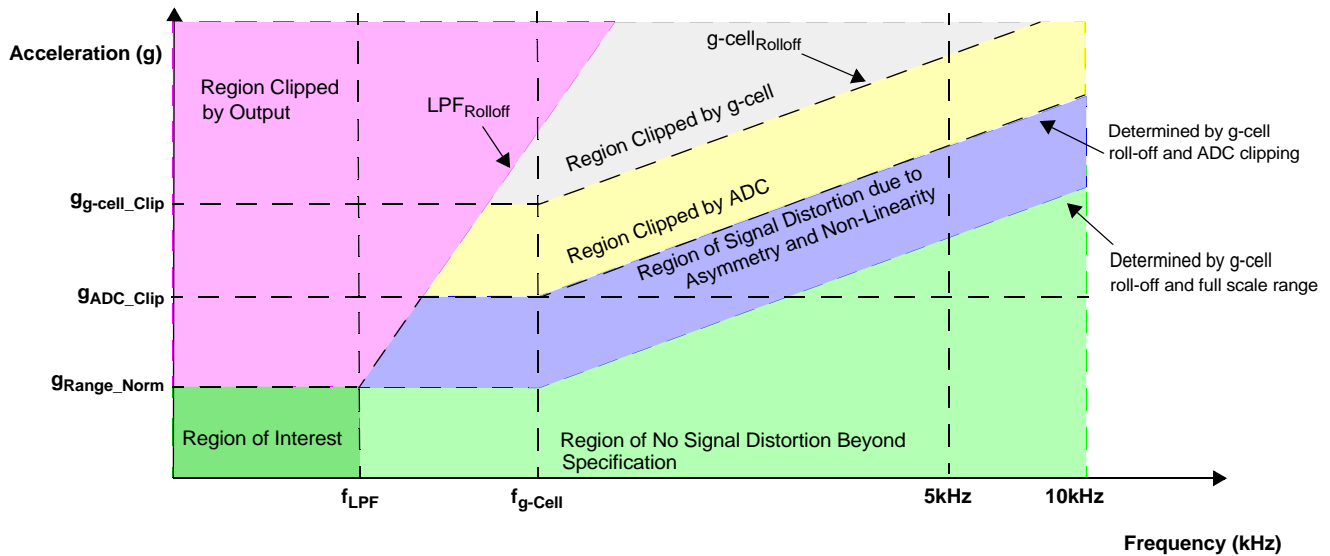 Acceleration (g)
Region Clipped
by Output
LPFRolloff
g-cellRolloff
Region Clipped by g-cell
Determined by g-cell
roll-off and ADC clipping
gg-cell_Clip
Region Clipped by ADC
Region of Signal Distortion due to
Asymmetry and Non-Linearity
Determined by g-cell
roll-off and full scale range
gADC_Clip
gRange_Norm
Region of Interest
Region of No Signal Distortion Beyond
Specification
fLPF
fg-Cell
5kHz
10kHz
Frequency (kHz)